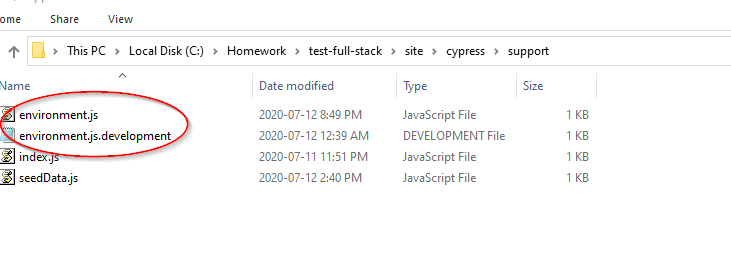 ome Share View
This PC > Local Disk (C:) > Homework > test-full-stack > site > cypress > support
Name Date modified Type Size
environment.js 2020-07-12 8:49 PM JavaScript File 1 KB
environment.js.development 2020-07-12 12:39 AM DEVELOPMENT File 1 KB
index.js 2020-07-11 11:51 PM JavaScript File 1 KB
seedData.js 2020-07-12 2:40 PM JavaScript File 1 KB